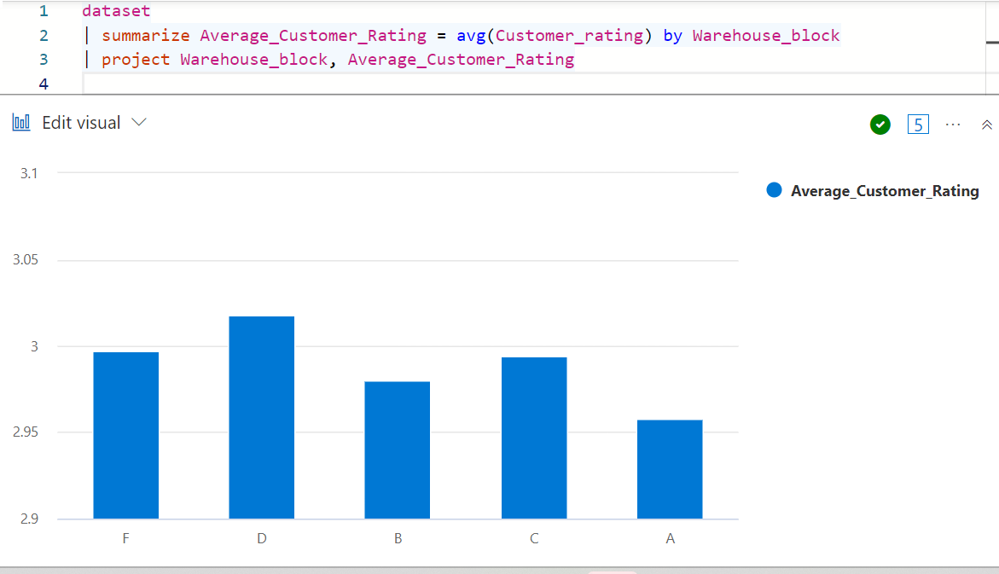 1 dataset
2 | summarize Average_Customer_Rating = avg(Customer_rating) by Warehouse_block
3 | project Warehouse_block, Average_Customer_Rating
4
Edit visual
5
3.1
Average_Customer_Rating
3.05
3
2.95
2.9
F D B C A